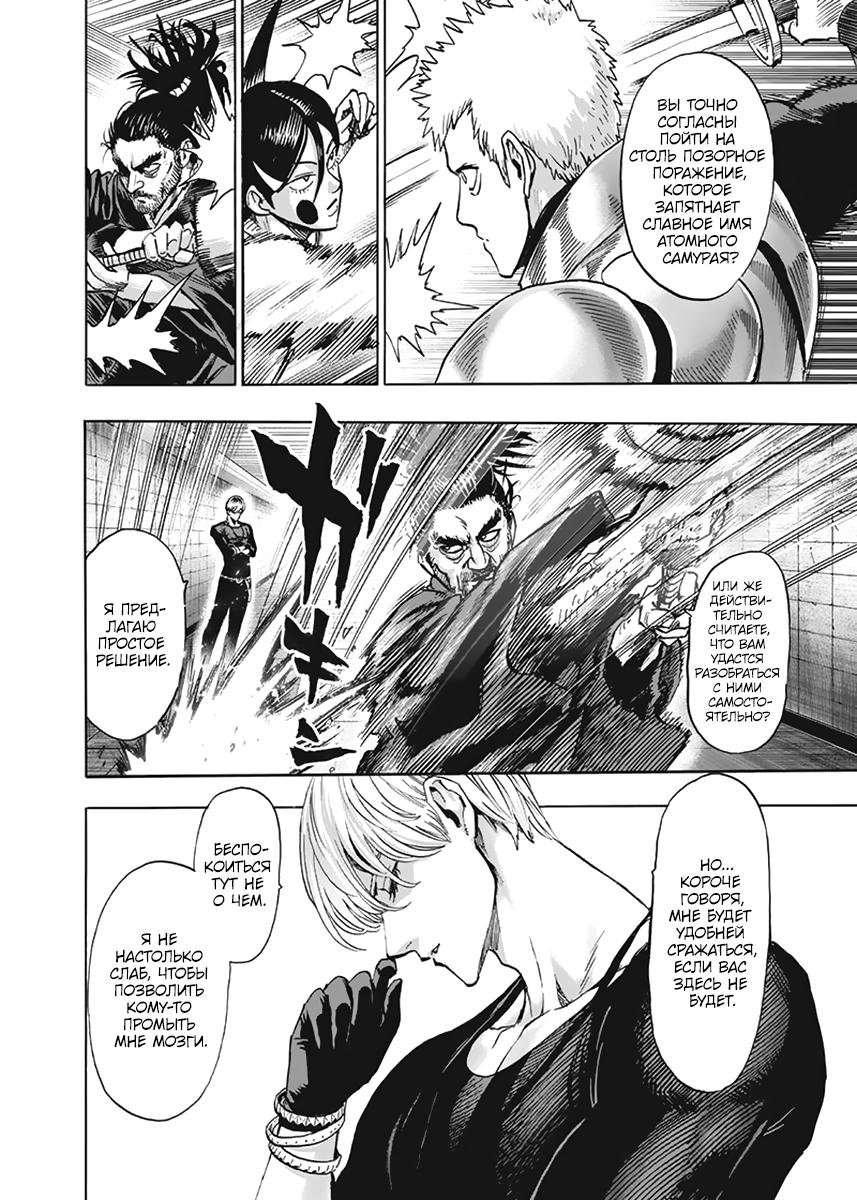 ВЫ ТОЧНО
СОГЛАСНЫ
ПОЙТИ НА
СТОЛЬ ПОЗОРНОЕ
ПОРАЖЕНИЕ,
КОТОРОЕ
ЗАПЯТНАЕТ
СЛАВНОЕ ИМЯ
АТОМНОГО
САМУРАЯ?
ИЛИ ЖЕ
ДЕЙСТВИ-
ТЕЛЬНО
СЧИТАЕТЕ,
ЧТО ВАМ
УДАСТСЯ
РАЗОБРАТЬСЯ
С НИМИ
САМОСТО-
ЯТЕЛЬНО?
ガ
キ
ン
Я ПРЕД-
ЛАГАЮ
ПРОСТОЕ
РЕШЕНИЕ.
НО...
КОРОЧЕ
ГОВОРЯ,
МНЕ БУДЕТ
УДОБНЕЙ
СРАЖАТЬСЯ,
ЕСЛИ ВАС
ЗДЕСЬ НЕ
БУДЕТ.
БЕСПО-
КОИТЬСЯ
ТУТ НЕ
О ЧЕМ.
Я НЕ
НАСТОЛЬКО
СЛАБ, ЧТОБЫ
ПОЗВОЛИТЬ
КОМУ-ТО
ПРОМЫТЬ
МНЕ МОЗГИ.